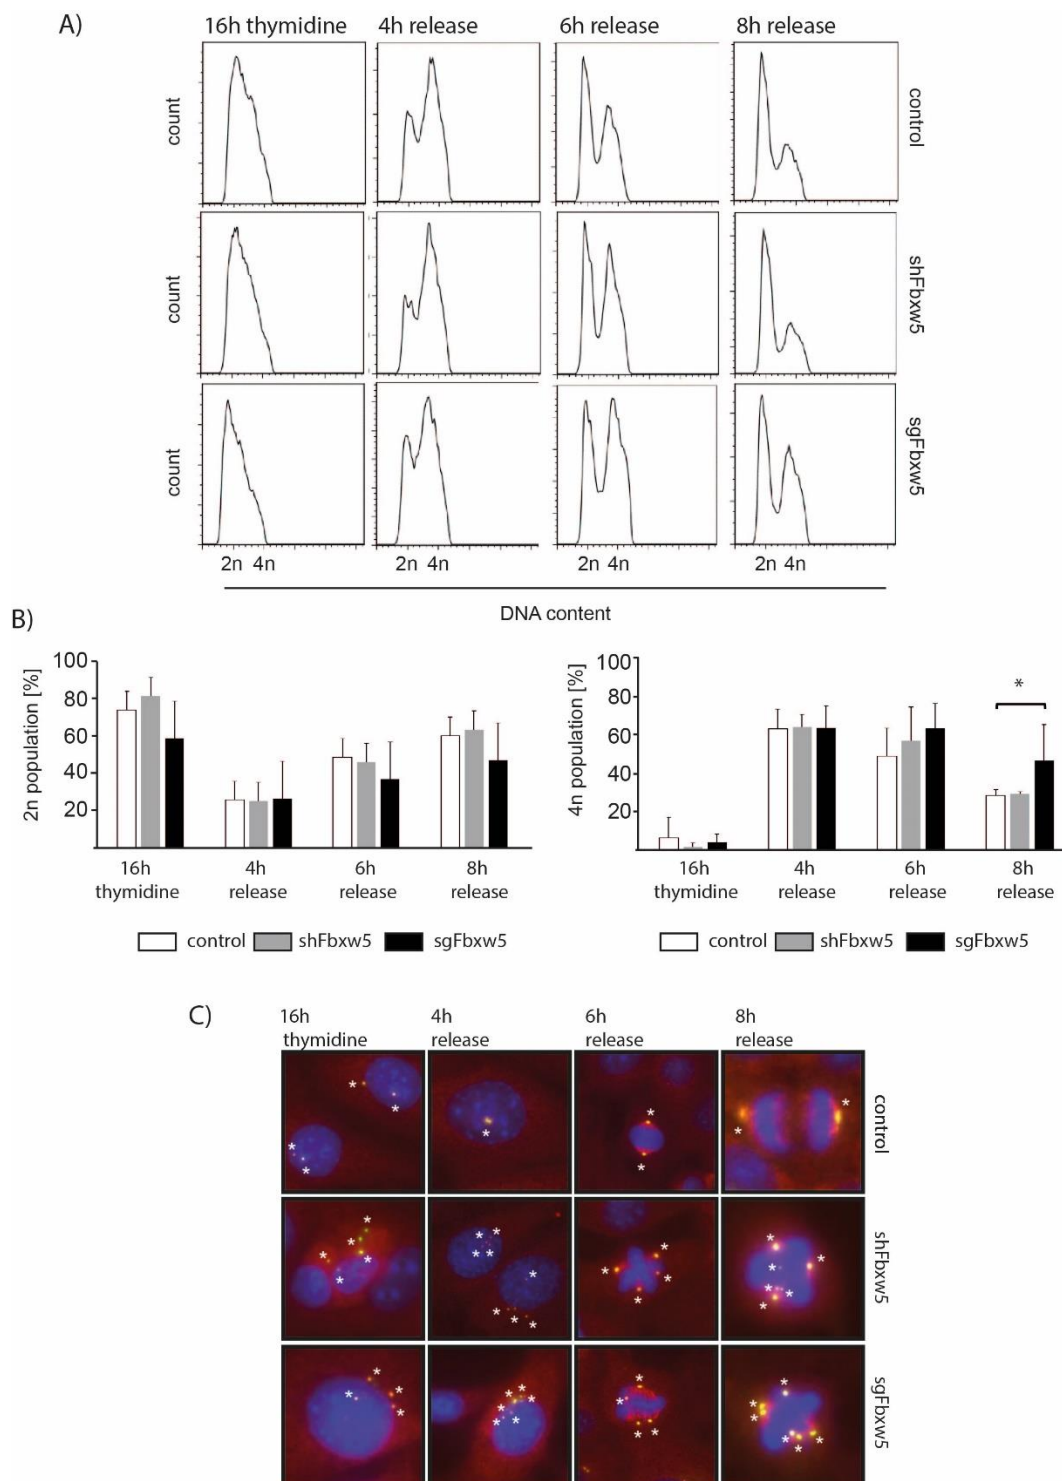 A)
16h thymidine 4h release 6h release 8h release
count control
count shFbxw5
count sgFbxw5
2n 4n 2n 4n 2n 4n 2n 4n
DNA content
B)
2n population [%]
100
80
60
40
20
16h thymidine
4h release
6h release
8h release
control shFbxw5 sgFbxw5
4n population [%]
100
80
60
40
20
*
16h thymidine
4h release
6h release
8h release
control shFbxw5 sgFbxw5
C)
16h thymidine
4h release
6h release
8h release
control
shFbxw5
sgFbxw5